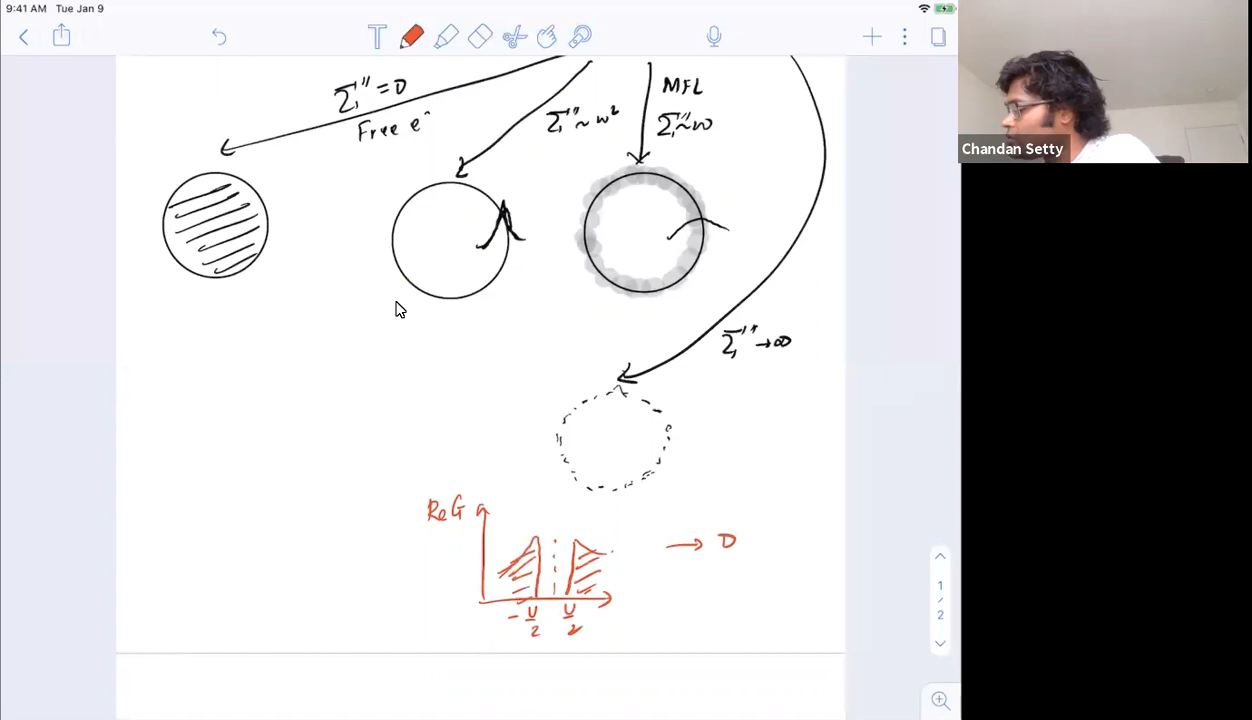 9:41 AM Tue Jan 9
Σ'' = 0
Free e⁻
Σ'' ~ ω²
MFL
Σ'' ~ ω
Chandan Setty
Σ'' → ∞
Re G
→ 0
- U/2
U/2
1
/
2